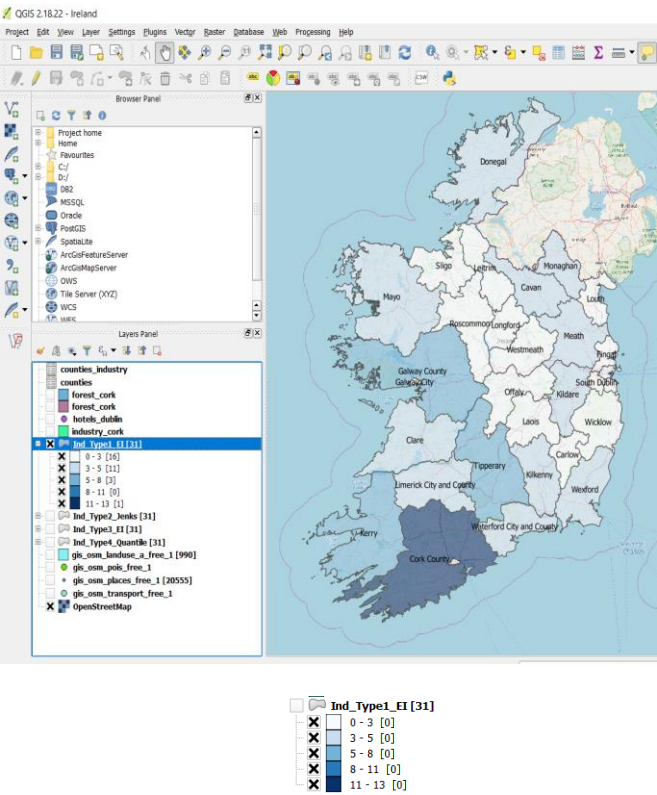 QGIS 2.18.22 - Ireland
Project Edit View Layer Settings Plugins Vector Raster Database Web Processing Help
CSW
Browser Panel
Project home
Home
Favourites
C:/
D:/
DB2
MSSQL
Oracle
PostGIS
SpatiaLite
ArcGisFeatureServer
ArcGisMapServer
OWS
Tile Server (XYZ)
WCS
WFS
Layers Panel
counties_industry
counties
forest_cork
forest_cork
hotels_dublin
industry_cork
Ind_Type1_EI [31]
0 - 3 [16]
3 - 5 [11]
5 - 8 [3]
8 - 11 [0]
11 - 13 [1]
Ind_Type2_Jenks [31]
Ind_Type3_EI [31]
Ind_Type4_Quantile [31]
gis_osm_landuse_a_free_1 [990]
gis_osm_pois_free_1
gis_osm_places_free_1 [20555]
gis_osm_transport_free_1
OpenStreetMap
Donegal
Sligo
Leitrim
Monaghan
Cavan
Louth
Mayo
Roscommon
Longford
Meath
Westmeath
Fingal
Galway County
Galway City
South Dublin
Offaly
Kildare
Laois
Wicklow
Clare
Carlow
Tipperary
Kilkenny
Limerick City and County
Wexford
Waterford City and County
Kerry
Cork County
Ind_Type1_EI [31]
0 - 3 [0]
3 - 5 [0]
5 - 8 [0]
8 - 11 [0]
11 - 13 [0]